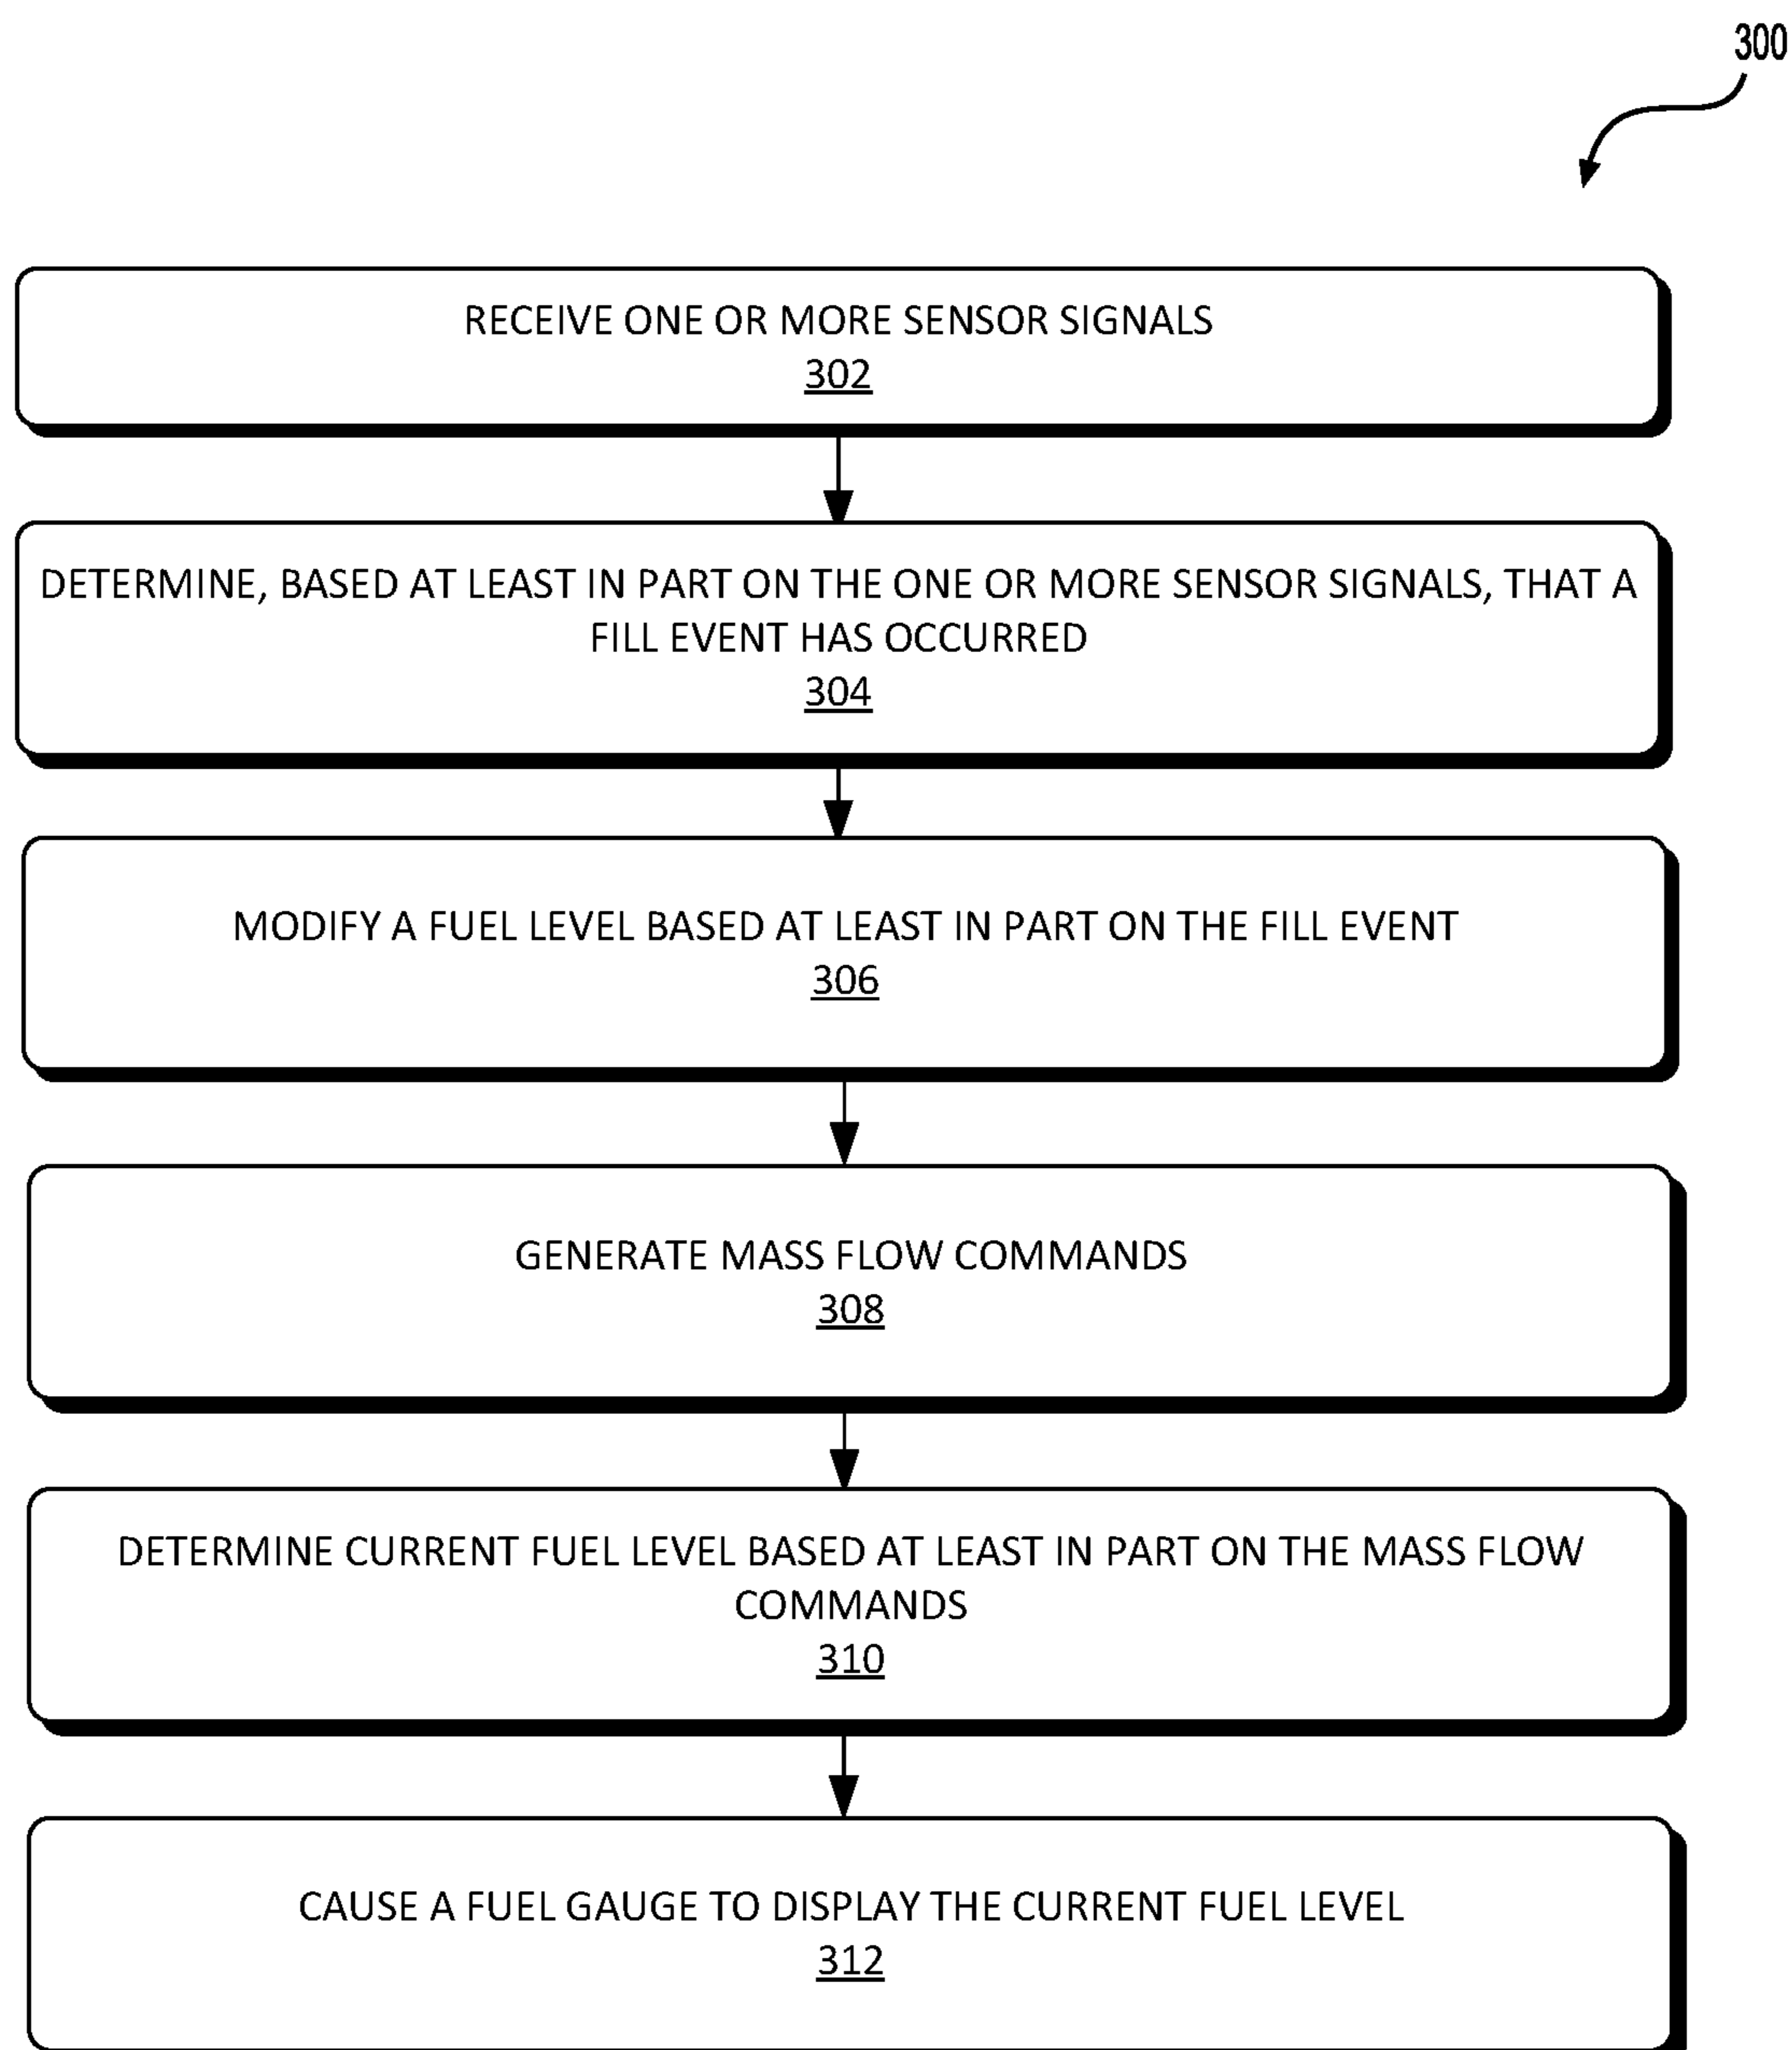 300
RECEIVE ONE OR MORE SENSOR SIGNALS
302
DETERMINE, BASED AT LEAST IN PART ON THE ONE OR MORE SENSOR SIGNALS, THAT A
FILL EVENT HAS OCCURRED
304
MODIFY A FUEL LEVEL BASED AT LEAST IN PART ON THE FILL EVENT
306
GENERATE MASS FLOW COMMANDS
308
DETERMINE CURRENT FUEL LEVEL BASED AT LEAST IN PART ON THE MASS FLOW
COMMANDS
310
CAUSE A FUEL GAUGE TO DISPLAY THE CURRENT FUEL LEVEL
312